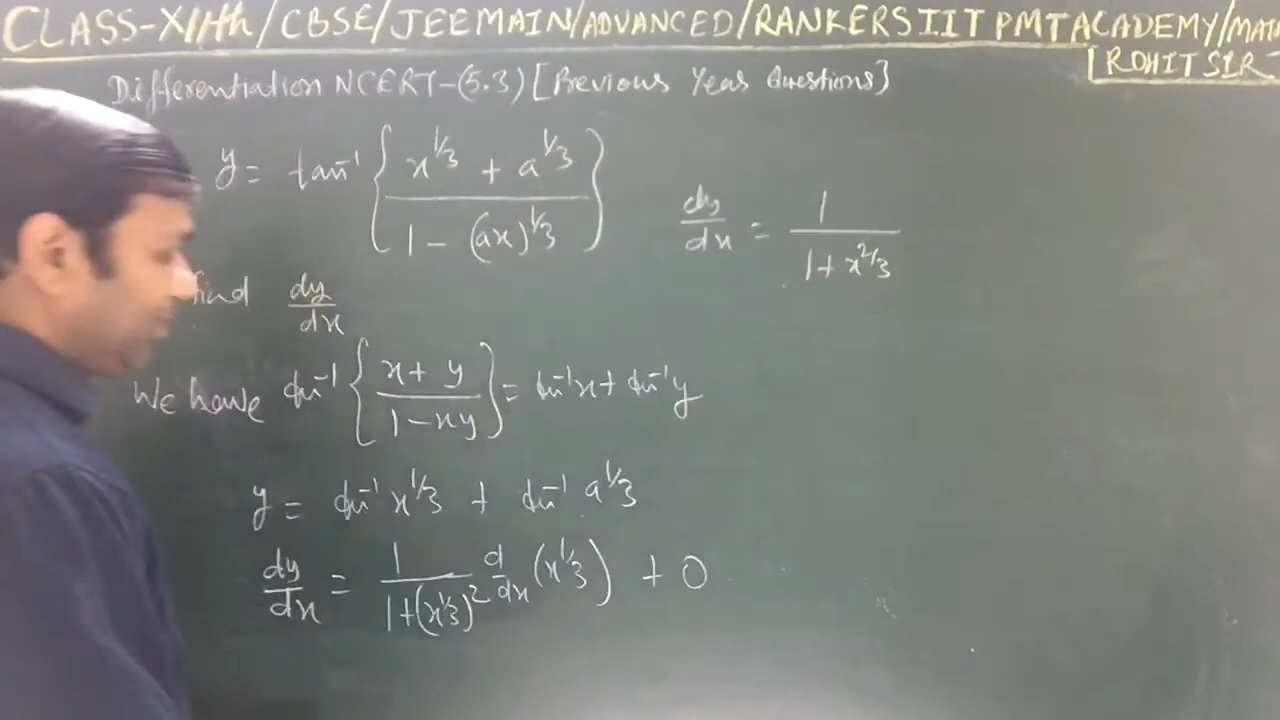 CLASS-XIIth/CBSE/JEE MAIN/ADVANCED/RANKERS IIT PMT ACADEMY/MAT
[ROHIT SIR
Differentiation NCERT-(5.3) [Previous Year Questions]
y = tan⁻¹ { x^1/3 + a^1/3 / 1 - (ax)^1/3 }
find dy/dx
We have tan⁻¹ { x + y / 1 - xy } = tan⁻¹x + tan⁻¹y
y = tan⁻¹ x^1/3 + tan⁻¹ a^1/3
dy/dx = 1 / 1+(x^1/3)^2 d/dx (x^1/3) + 0
dy/dx = 1 / 1 + x^2/3